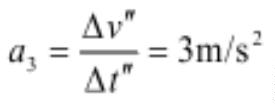 a₃ = Δv‴ / Δt‴ = 3m/s²